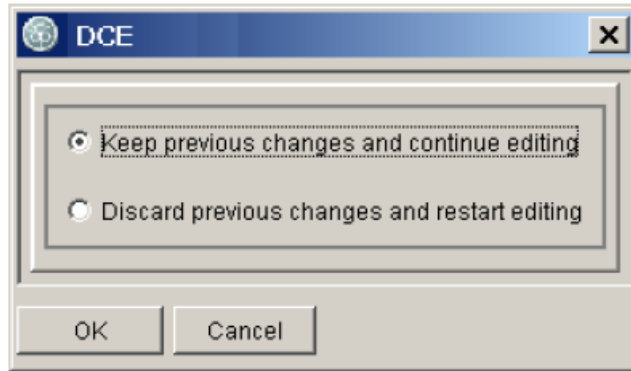 DCE
Keep previous changes and continue editing
Discard previous changes and restart editing
OK Cancel